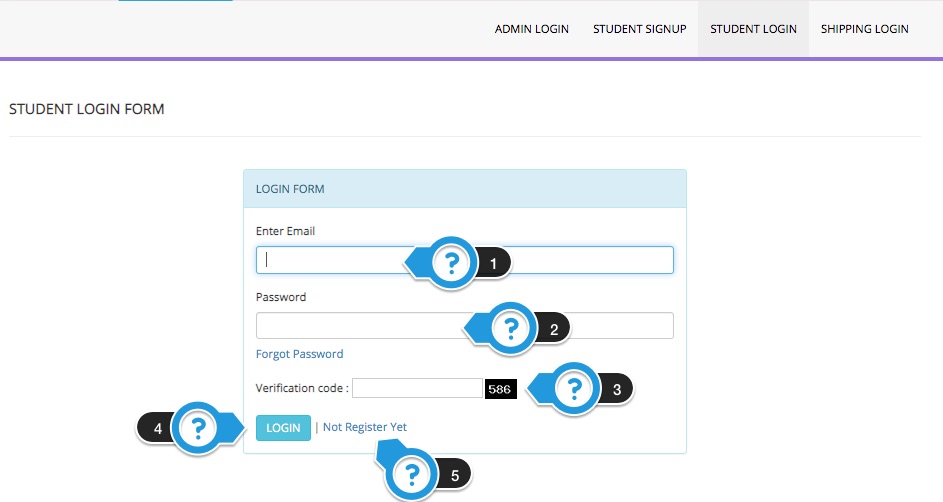 ADMIN LOGIN STUDENT SIGNUP STUDENT LOGIN SHIPPING LOGIN
STUDENT LOGIN FORM
LOGIN FORM
Enter Email
? 1
Password
? 2
Forgot Password
Verification code : 586 ? 3
4 ? LOGIN | Not Register Yet
? 5